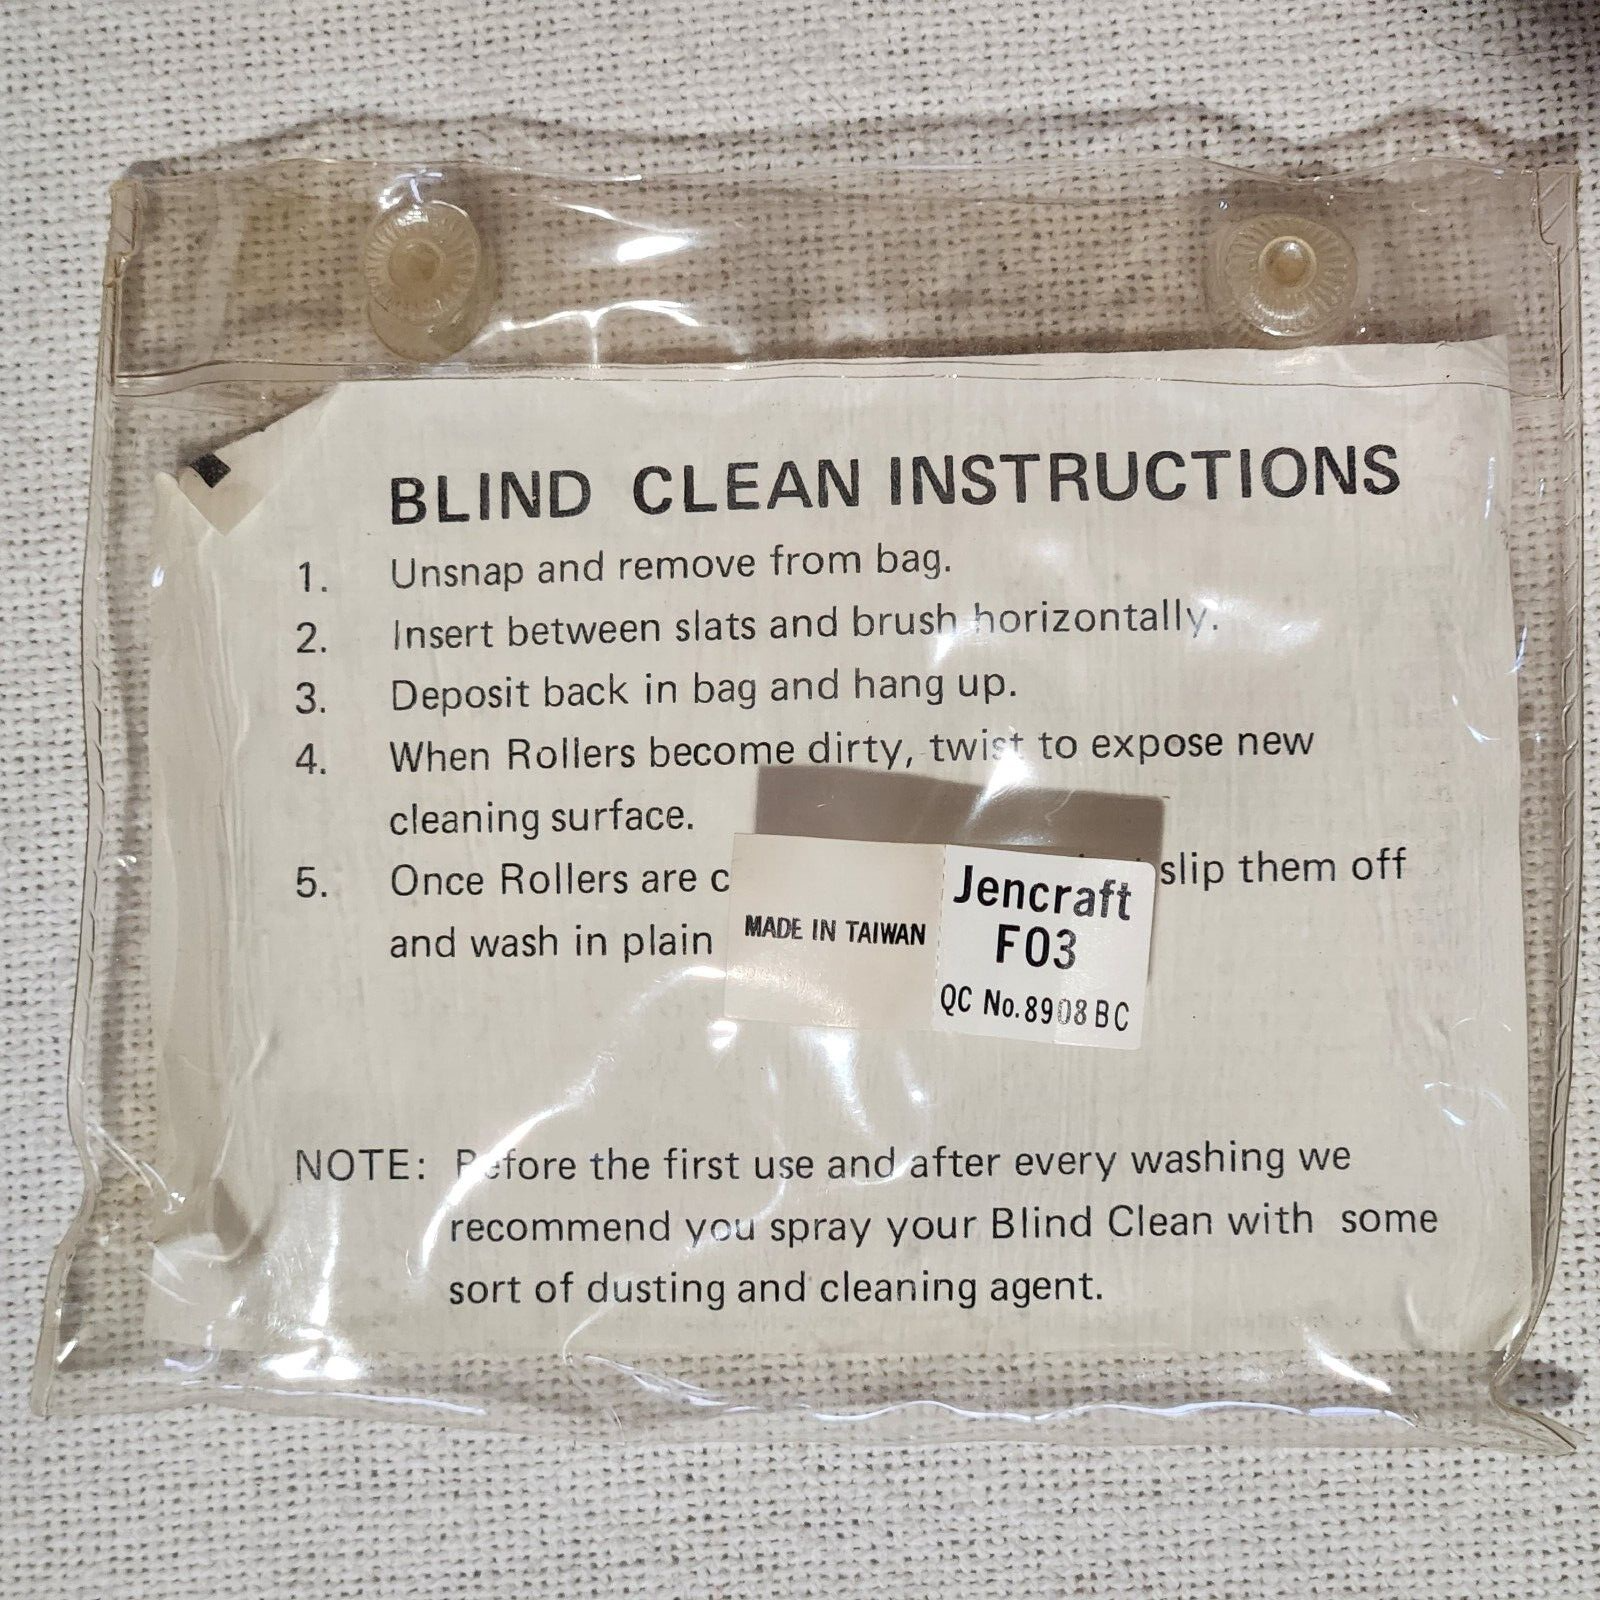 BLIND CLEAN INSTRUCTIONS
1. Unsnap and remove from bag.
2. Insert between slats and brush horizontally.
3. Deposit back in bag and hang up.
4. When Rollers become dirty, twist to expose new
cleaning surface.
5. Once Rollers are c slip them off
and wash in plain
MADE IN TAIWAN
Jencraft
F03
QC No. 8908 BC
NOTE: Before the first use and after every washing we
recommend you spray your Blind Clean with some
sort of dusting and cleaning agent.